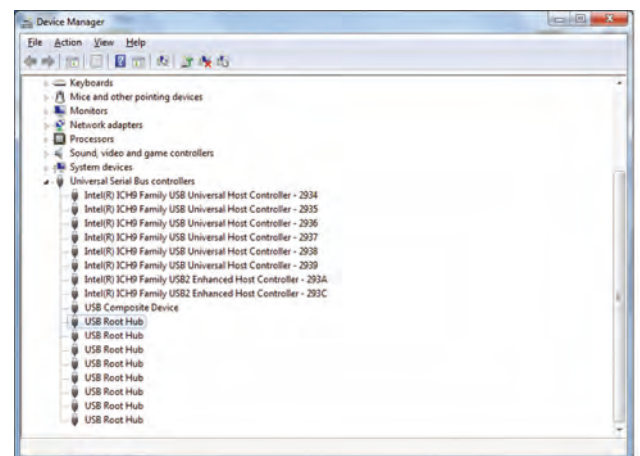 Device Manager
File Action View Help
Keyboards
Mice and other pointing devices
Monitors
Network adapters
Processors
Sound, video and game controllers
System devices
Universal Serial Bus controllers
Intel(R) ICH9 Family USB Universal Host Controller - 2934
Intel(R) ICH9 Family USB Universal Host Controller - 2935
Intel(R) ICH9 Family USB Universal Host Controller - 2936
Intel(R) ICH9 Family USB Universal Host Controller - 2937
Intel(R) ICH9 Family USB Universal Host Controller - 2938
Intel(R) ICH9 Family USB Universal Host Controller - 2939
Intel(R) ICH9 Family USB2 Enhanced Host Controller - 293A
Intel(R) ICH9 Family USB2 Enhanced Host Controller - 293C
USB Composite Device
USB Root Hub
USB Root Hub
USB Root Hub
USB Root Hub
USB Root Hub
USB Root Hub
USB Root Hub
USB Root Hub